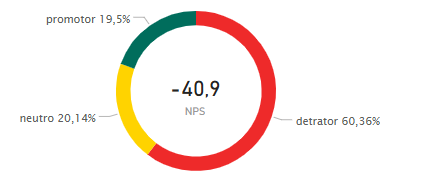 promotor 19,5%
-40,9
NPS
neutro 20,14%
detrator 60,36%